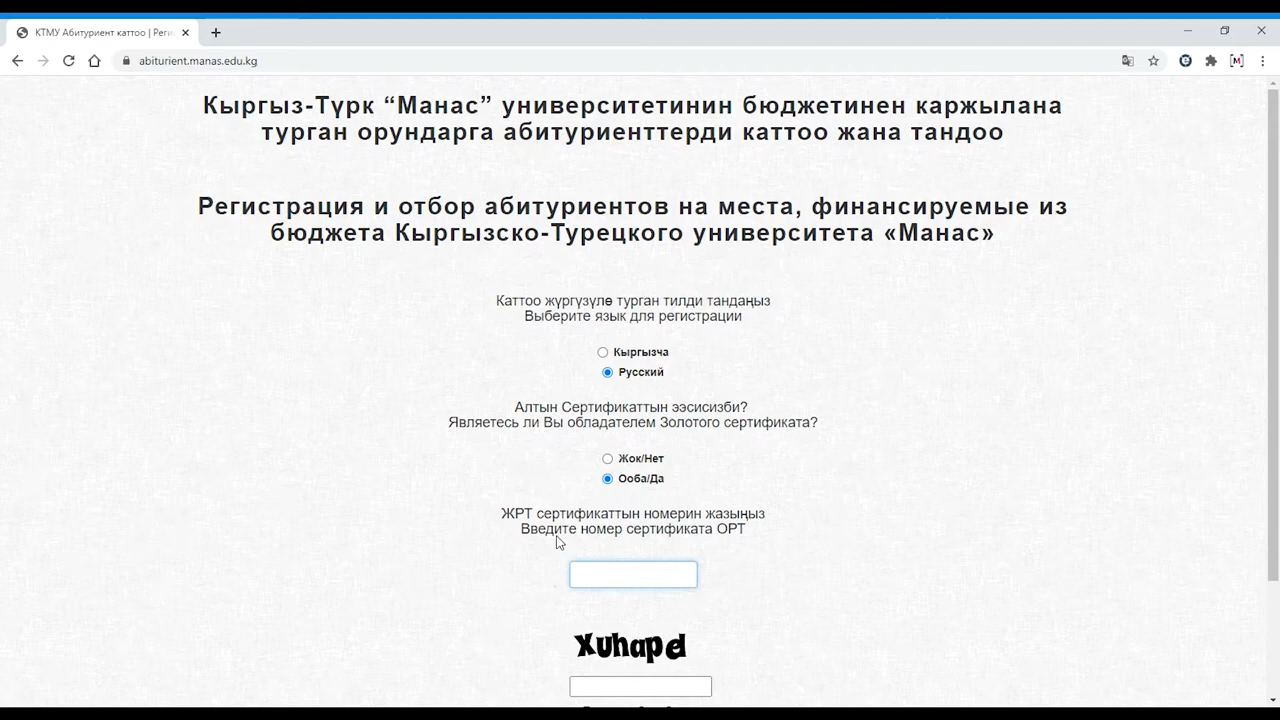 КТМУ Абитуриент каттоо | Реги
abiturient.manas.edu.kg
Кыргыз-Түрк “Манас” университетинин бюджетинен каржылана
турган орундарга абитуриенттерди каттоо жана тандоо
Регистрация и отбор абитуриентов на места, финансируемые из
бюджета Кыргызско-Турецкого университета «Манас»
Каттоо жүргүзүлө турган тилди тандаңыз
Выберите язык для регистрации
Кыргызча
Русский
Алтын Сертификаттын ээсисизби?
Являетесь ли Вы обладателем Золотого сертификата?
Жок/Нет
Ооба/Да
ЖРТ сертификаттын номерин жазыңыз
Введите номер сертификата ОРТ